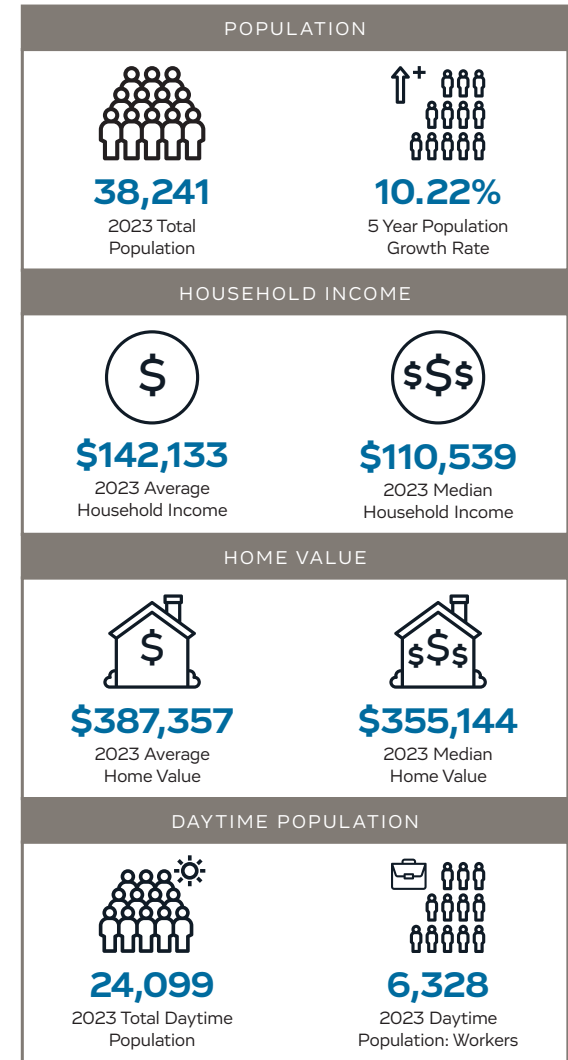 POPULATION
38,241
2023 Total
Population
10.22%
5 Year Population
Growth Rate
HOUSEHOLD INCOME
$
$142,133
2023 Average
Household Income
$$$
$110,539
2023 Median
Household Income
HOME VALUE
$
$387,357
2023 Average
Home Value
$$$
$355,144
2023 Median
Home Value
DAYTIME POPULATION
24,099
2023 Total Daytime
Population
6,328
2023 Daytime
Population: Workers